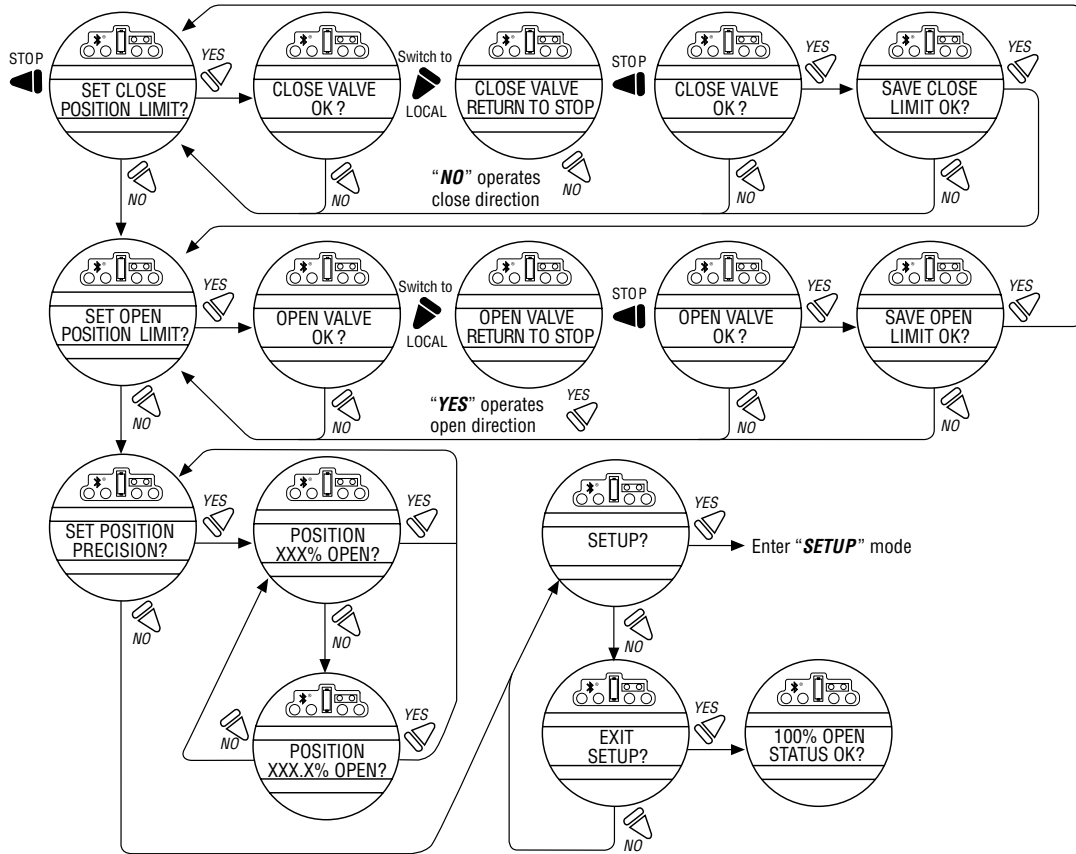 STOP
SET CLOSE
POSITION LIMIT?
YES
NO
CLOSE VALVE
OK?
NO
Switch to
LOCAL
CLOSE VALVE
RETURN TO STOP
NO
"NO" operates
close direction
STOP
CLOSE VALVE
OK?
YES
NO
SAVE CLOSE
LIMIT OK?
YES
NO
SET OPEN
POSITION LIMIT?
YES
NO
OPEN VALVE
OK?
NO
Switch to
LOCAL
OPEN VALVE
RETURN TO STOP
YES
"YES" operates
open direction
STOP
OPEN VALVE
OK?
YES
NO
SAVE OPEN
LIMIT OK?
YES
NO
SET POSITION
PRECISION?
YES
NO
POSITION
XXX% OPEN?
YES
NO
POSITION
XXX.X% OPEN?
YES
NO
SETUP?
YES
Enter "SETUP" mode
NO
EXIT
SETUP?
YES
NO
100% OPEN
STATUS OK?